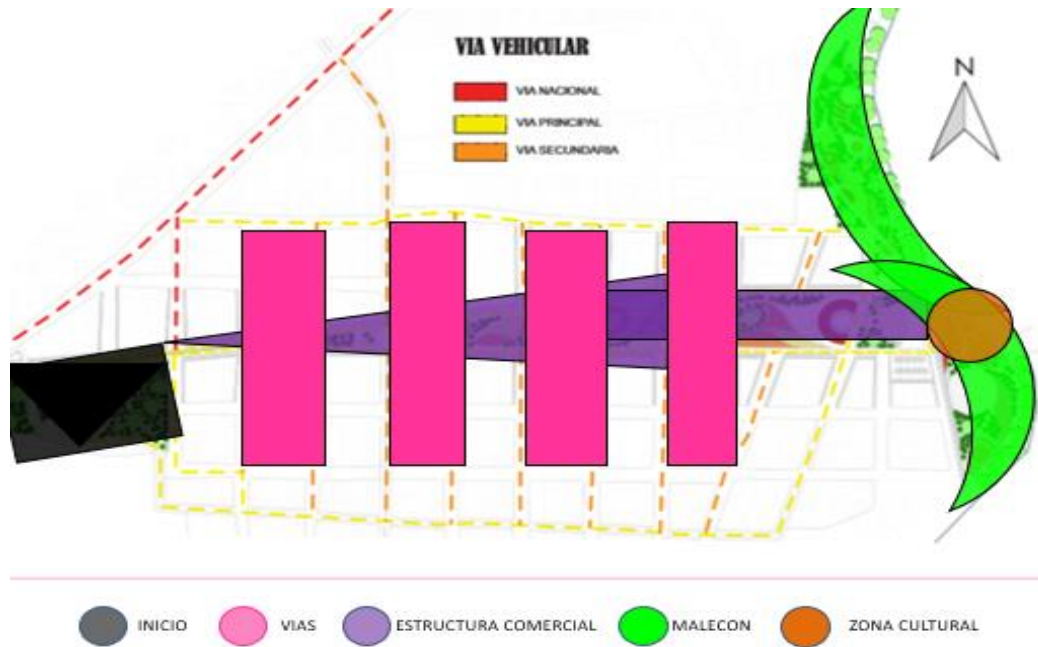 VIA VEHICULAR
VIA NACIONAL
VIA PRINCIPAL
VIA SECUNDARIA
N
INICIO
VIAS
ESTRUCTURA COMERCIAL
MALECON
ZONA CULTURAL